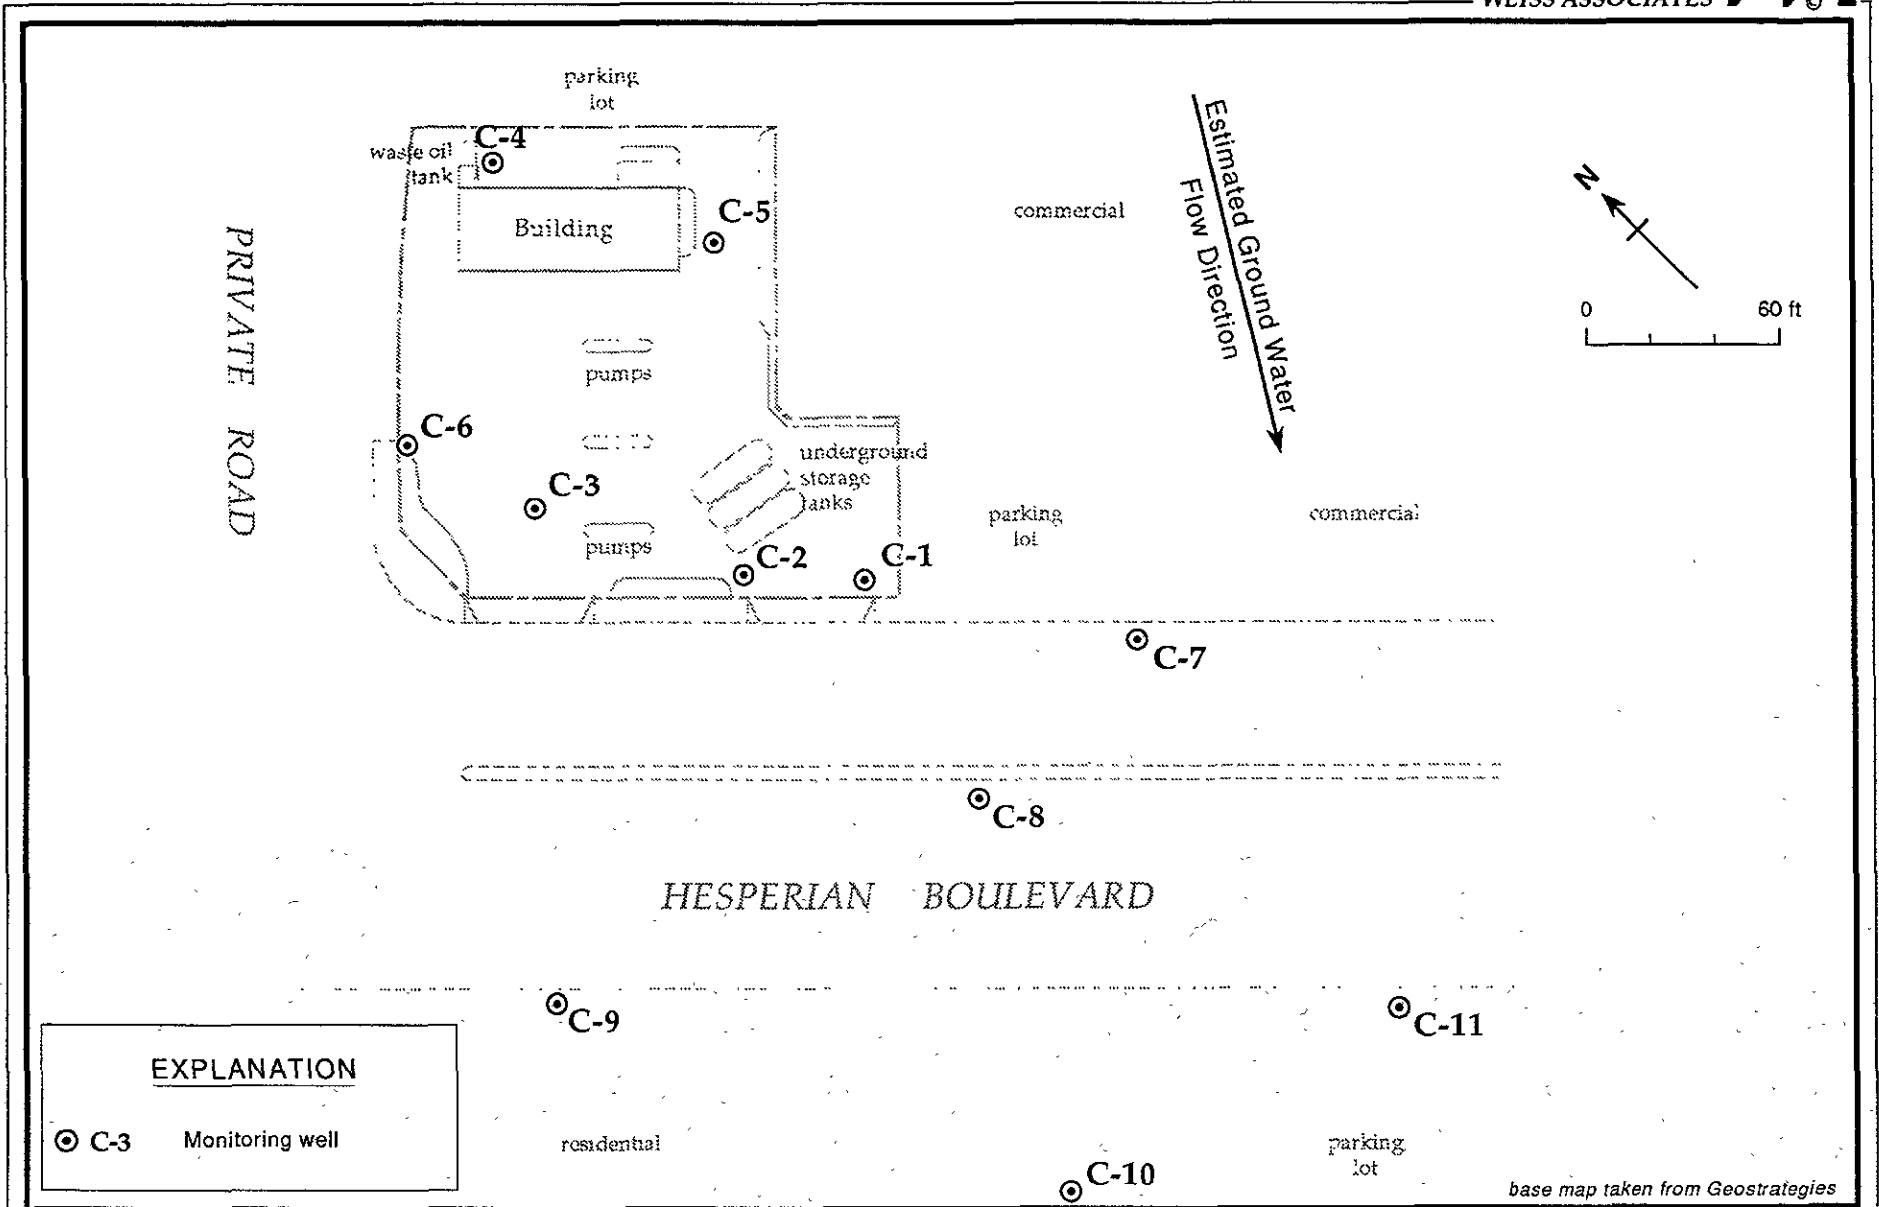 WEISS ASSOCIATES
parking
lot
C-4
waste oil
tank
C-5
Building
PRIVATE ROAD
commercial
Estimated Ground Water
Flow Direction
N
0 60 ft
pumps
C-6
C-3
underground
storage
tanks
pumps
C-2
C-1
parking
lot
commercial
C-7
C-8
HESPERIAN BOULEVARD
C-9
C-11
EXPLANATION
C-3 Monitoring well
residential
C-10
parking
lot
base map taken from Geostrategies